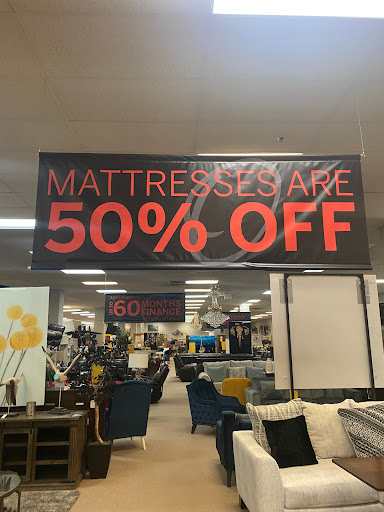 MATTRESSES ARE
50% OFF
60 MONTHS
FINANCE